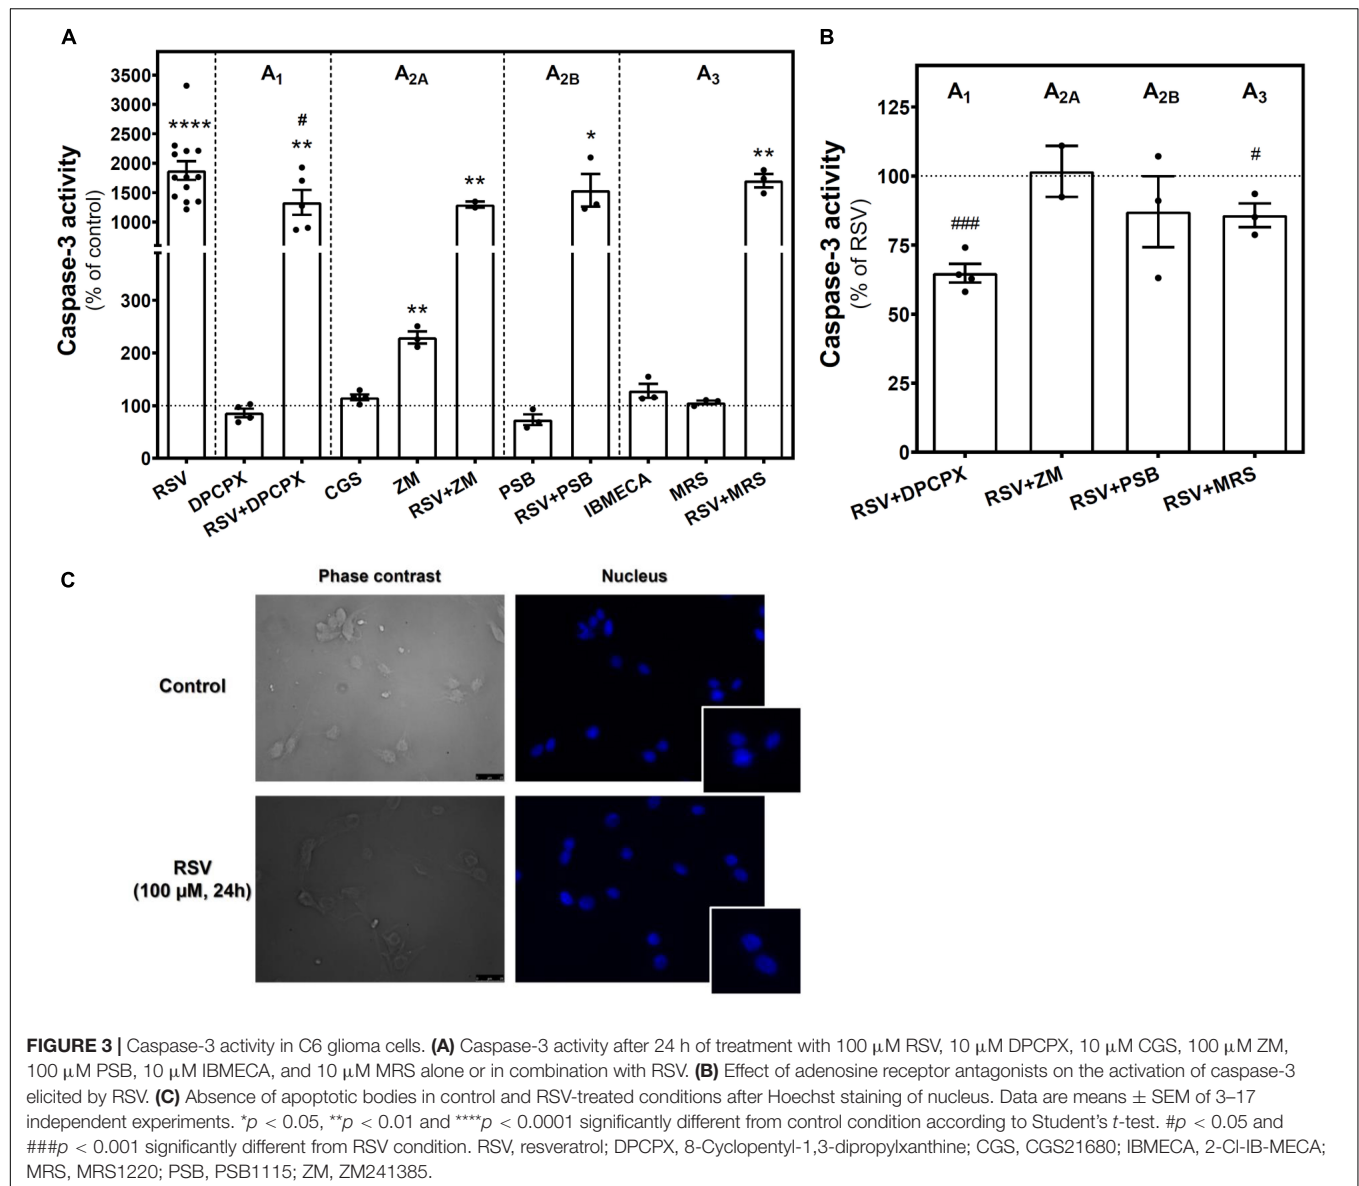 A
B
Caspase-3 activity
(% of control)
3500
3000
2500
2000
1500
1000
300
200
100
0
A1
A2A
A2B
A3
****
#
**
**
**
*
**
RSV
DPCPX
RSV+DPCPX
CGS
ZM
RSV+ZM
PSB
RSV+PSB
IBMECA
MRS
RSV+MRS
Caspase-3 activity
(% of RSV)
125
100
75
50
25
0
A1
A2A
A2B
A3
###
#
RSV+DPCPX
RSV+ZM
RSV+PSB
RSV+MRS
C
Phase contrast
Nucleus
Control
RSV
(100 µM, 24h)
FIGURE 3 | Caspase-3 activity in C6 glioma cells. (A) Caspase-3 activity after 24 h of treatment with 100 µM RSV, 10 µM DPCPX, 10 µM CGS, 100 µM ZM,
100 µM PSB, 10 µM IBMECA, and 10 µM MRS alone or in combination with RSV. (B) Effect of adenosine receptor antagonists on the activation of caspase-3
elicited by RSV. (C) Absence of apoptotic bodies in control and RSV-treated conditions after Hoechst staining of nucleus. Data are means ± SEM of 3–17
independent experiments. *p < 0.05, **p < 0.01 and ****p < 0.0001 significantly different from control condition according to Student's t-test. #p < 0.05 and
###p < 0.001 significantly different from RSV condition. RSV, resveratrol; DPCPX, 8-Cyclopentyl-1,3-dipropylxanthine; CGS, CGS21680; IBMECA, 2-Cl-IB-MECA;
MRS, MRS1220; PSB, PSB1115; ZM, ZM241385.